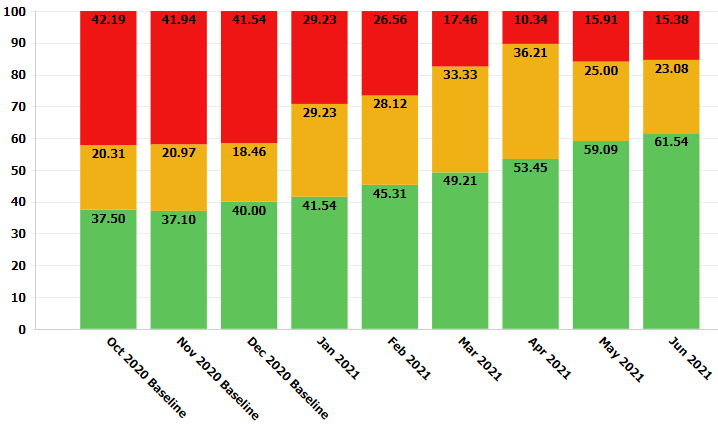 100
90
80
70
60
50
40
30
20
10
0
42.19 41.94 41.54 29.23 26.56 17.46 10.34 15.91 15.38
20.31 20.97 18.46 29.23 28.12 33.33 36.21 25.00 23.08
37.50 37.10 40.00 41.54 45.31 49.21 53.45 59.09 61.54
Oct 2020 Baseline
Nov 2020 Baseline
Dec 2020 Baseline
Jan 2021
Feb 2021
Mar 2021
Apr 2021
May 2021
Jun 2021